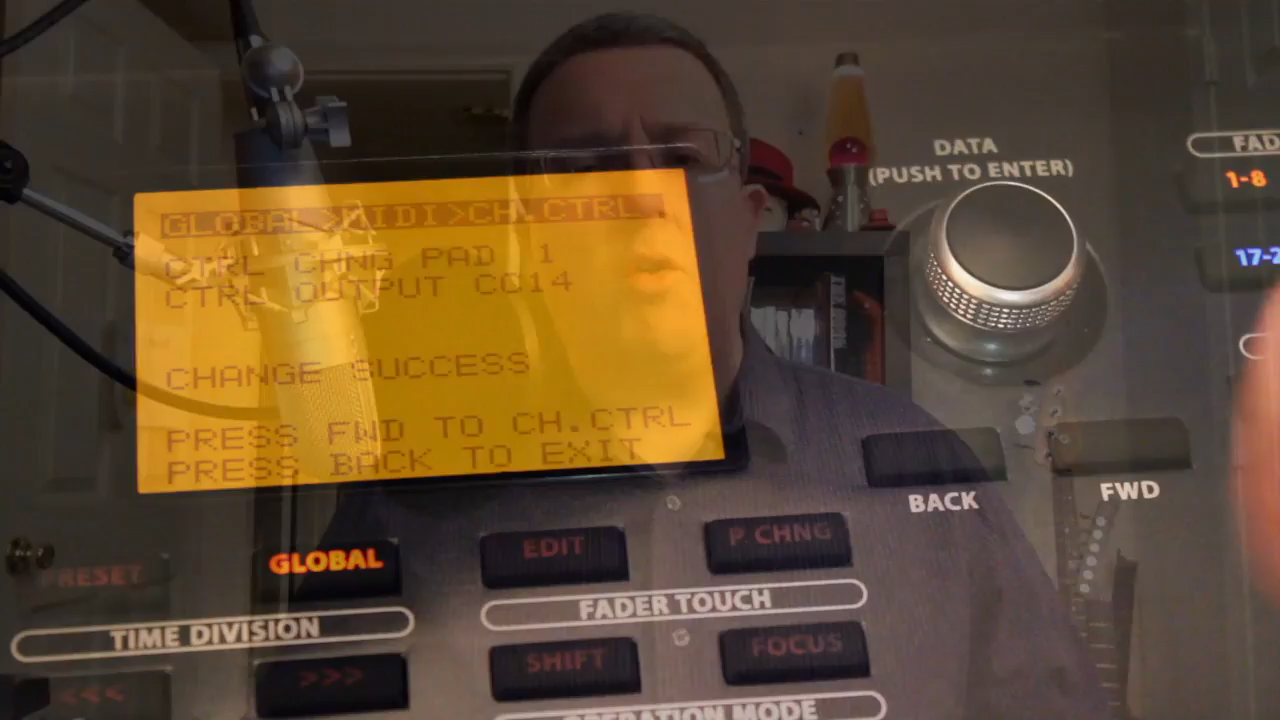 GLOBAL>MIDI>CH.CTRL.
CTRL CHNG PAD 1
CTRL OUTPUT CC14
CHANGE SUCCESS
PRESS FWD TO CH.CTRL
PRESS BACK TO EXIT
DATA
(PUSH TO ENTER)
FAD
1-8
17-2
BACK
FWD
PRESET
GLOBAL
EDIT
P.CHNG
TIME DIVISION
FADER TOUCH
<<<
>>>
SHIFT
FOCUS
OPERATION MODE